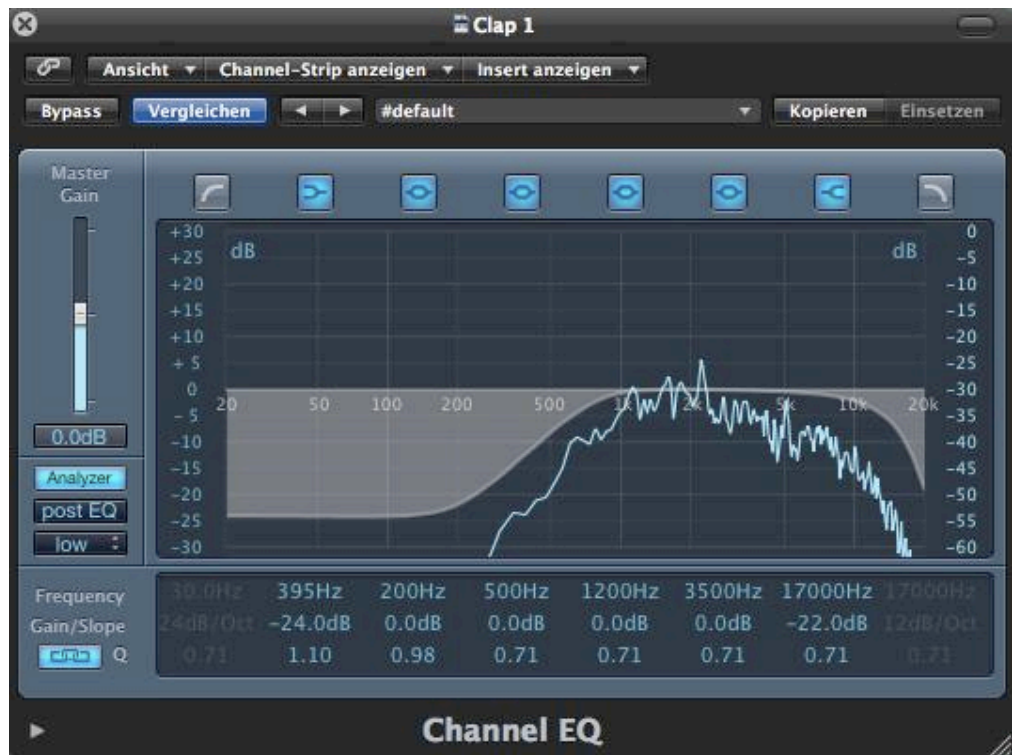 Clap 1
Ansicht Channel-Strip anzeigen Insert anzeigen
Bypass Vergleichen #default Kopieren Einsetzen
Master
Gain
0.0dB
Analyzer
post EQ
low
+30 dB dB 0
+25 -5
+20 -10
+15 -15
+10 -20
+ 5 -25
0 -30
20 50 100 200 500 1k 2k 5k 10k 20k
- 5 -35
-10 -40
-15 -45
-20 -50
-25 -55
-30 -60
Frequency 30.0Hz 395Hz 200Hz 500Hz 1200Hz 3500Hz 17000Hz 17000Hz
Gain/Slope 24dB/Oct -24.0dB 0.0dB 0.0dB 0.0dB 0.0dB -22.0dB 12dB/Oct
Q 0.71 1.10 0.98 0.71 0.71 0.71 0.71 0.71
Channel EQ